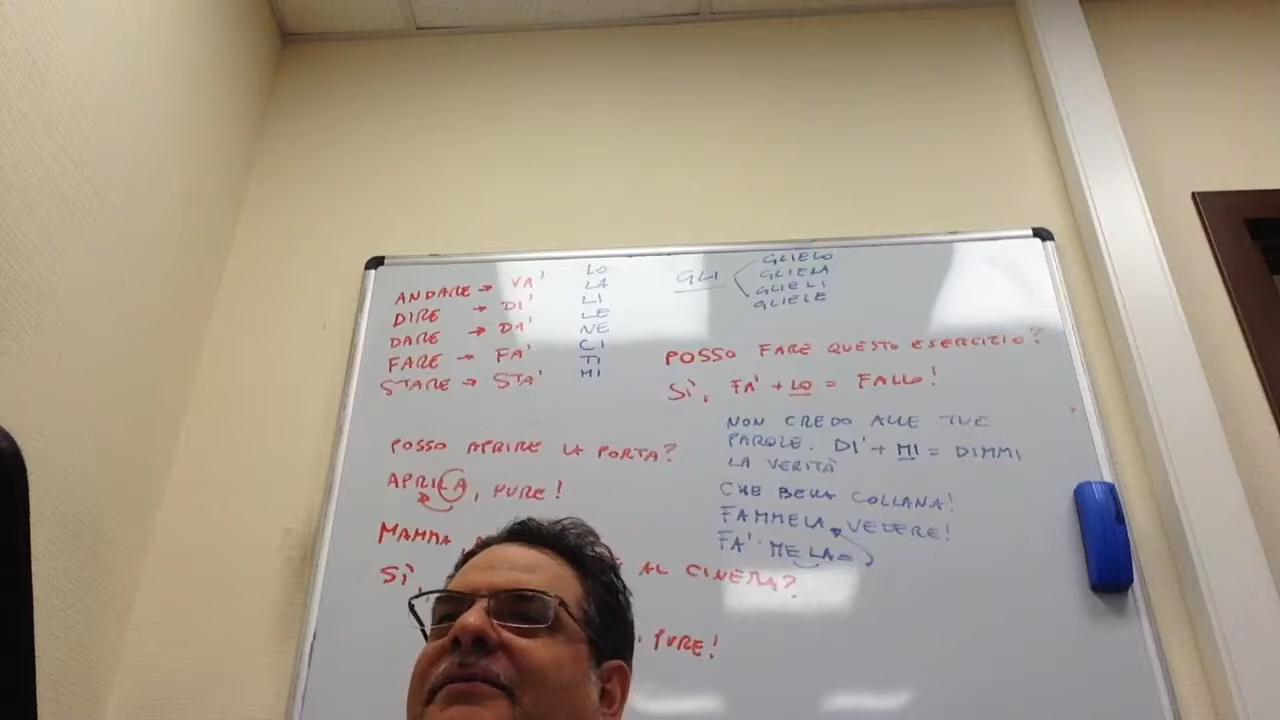 ANDARE → VA'
DIRE → DI'
DARE → DA'
FARE → FA'
STARE → STA'
LO
LA
LI
LE
NE
CI
TI
MI
GLI
GLIELO
GLIELA
GLIELI
GLIELE
POSSO FARE QUESTO ESERCIZIO?
SÌ, FA' + LO = FALLO!
NON CREDO ALLE TUE
PAROLE. DI' + MI = DIMMI
LA VERITÀ
CHE BELLA COLLANA!
FAMMELA VEDERE!
FA' ME LA =
POSSO APRIRE LA PORTA?
APRILA, PURE!
MAMMA
AL CINEMA?
SÌ,
PURE!